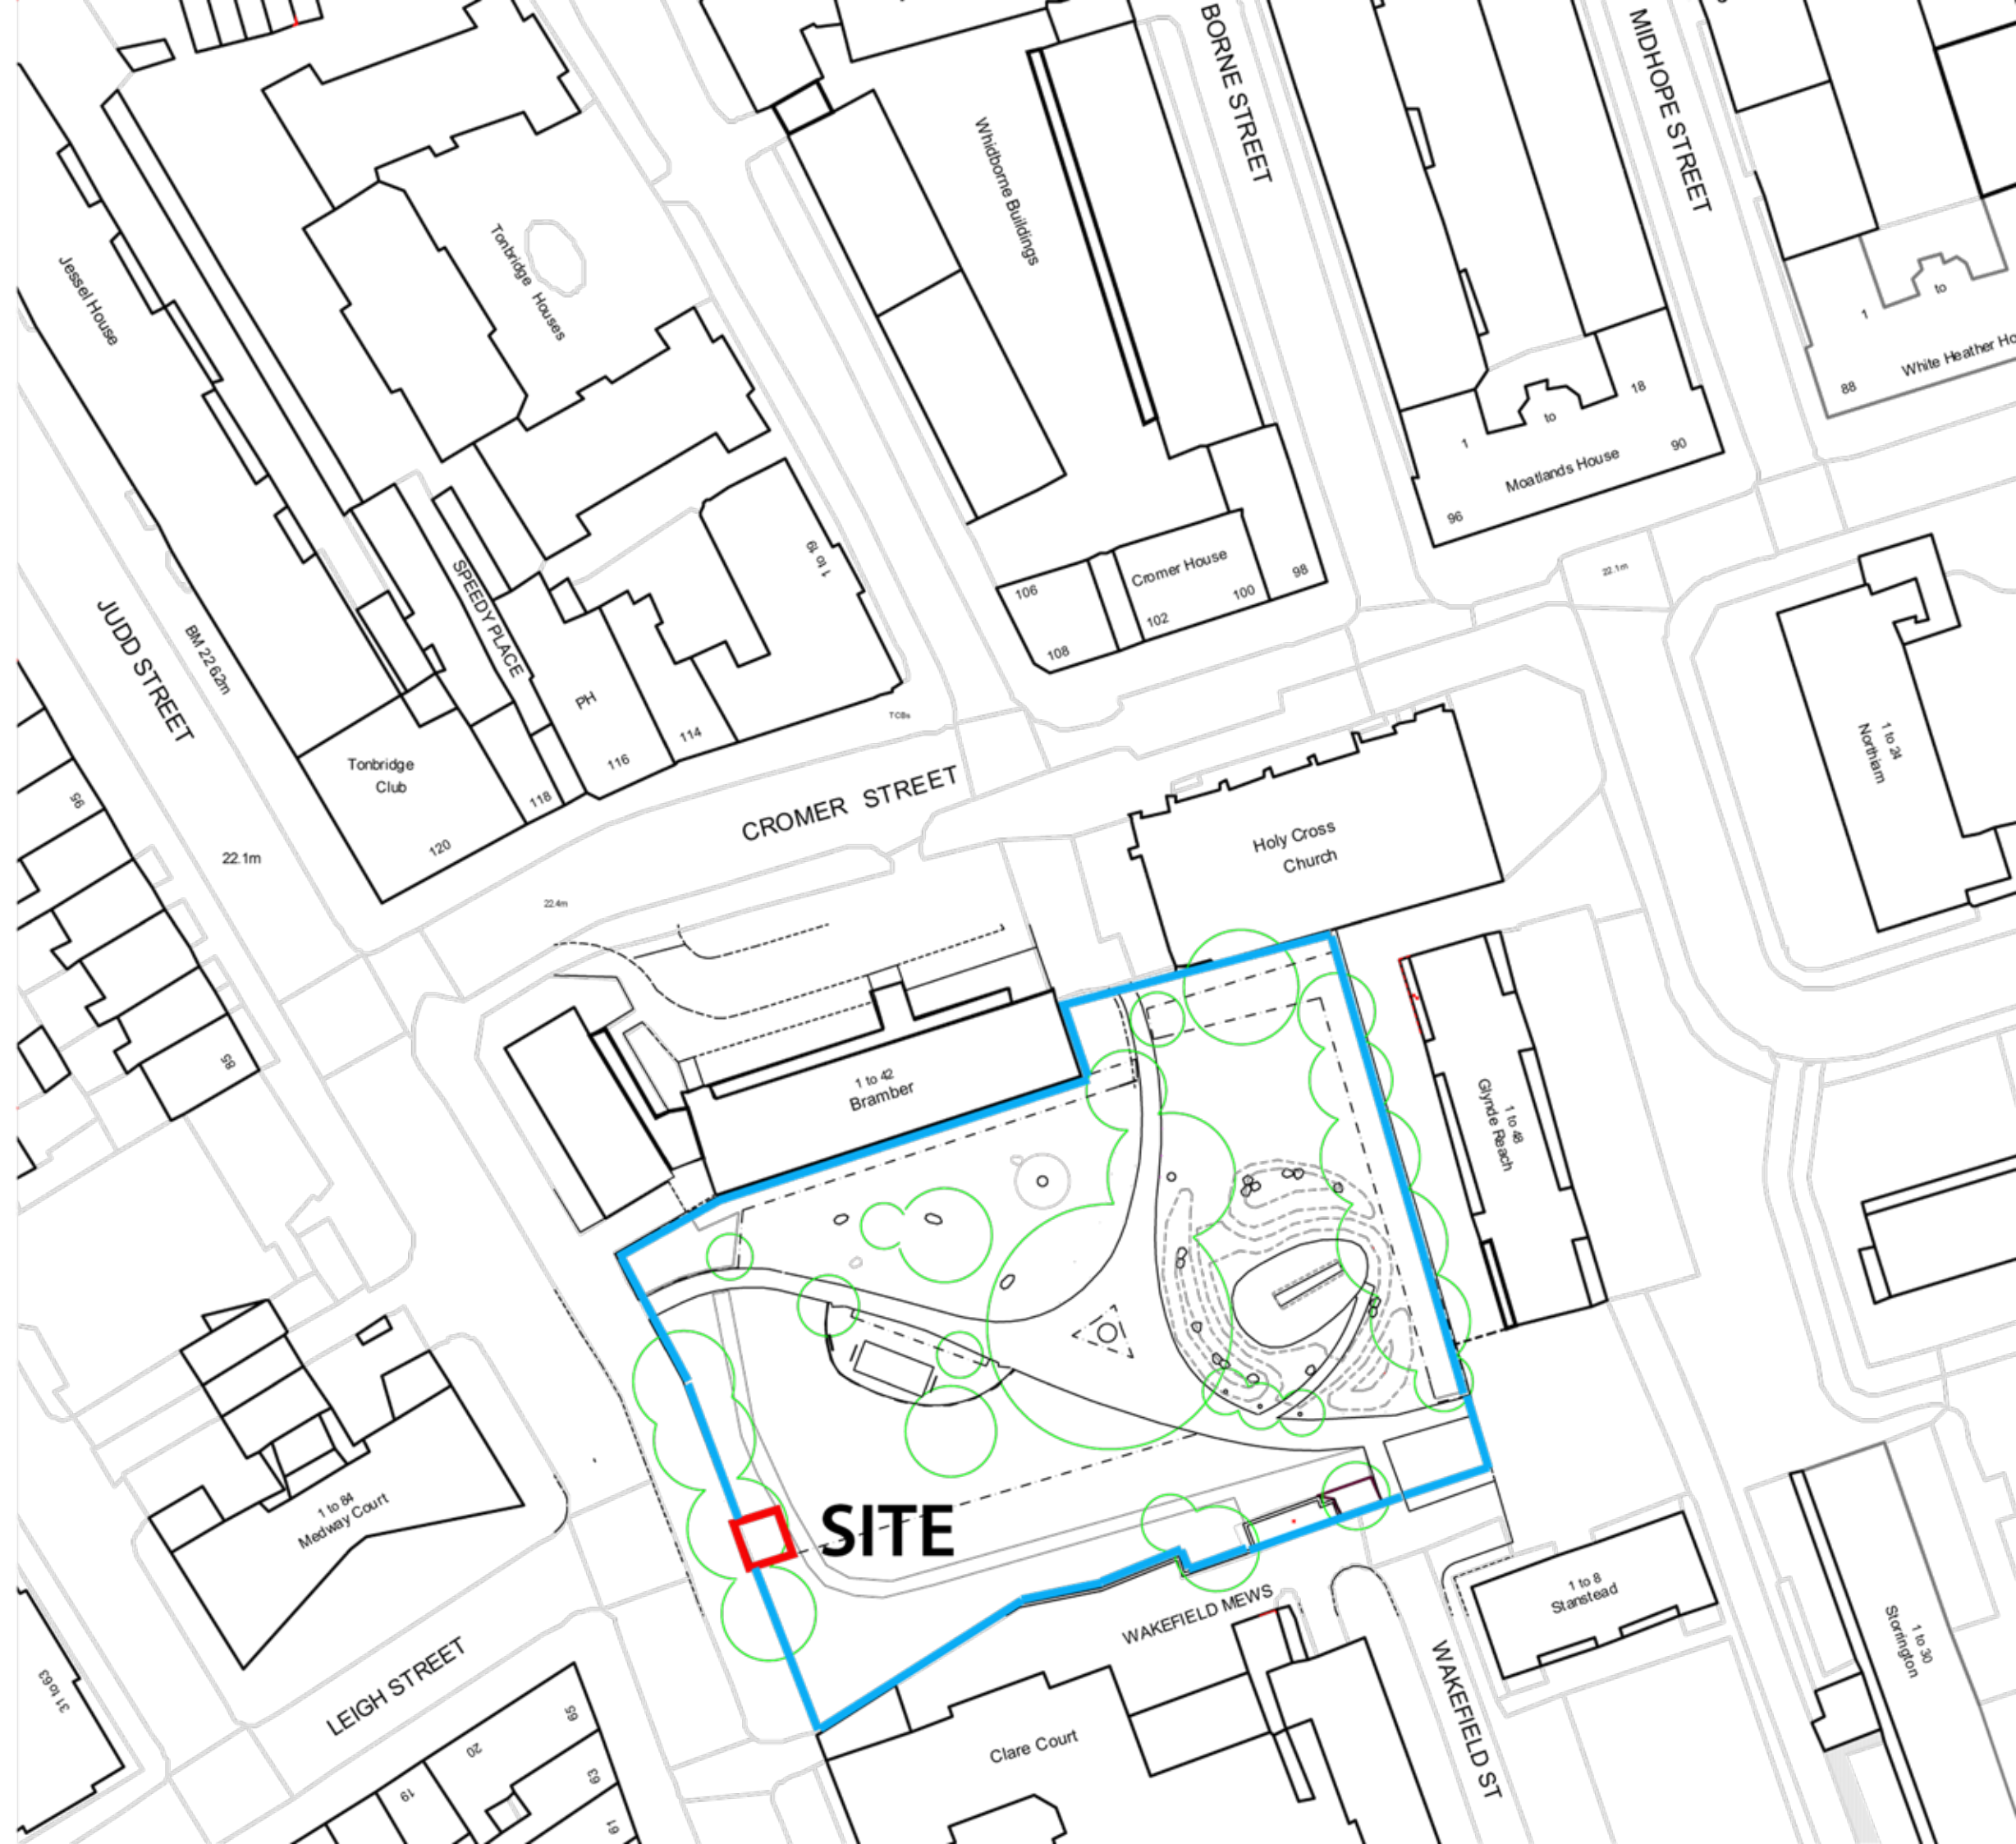 BORNE STREET
MIDHOPE STREET
Whidborne Buildings
Tonbridge Houses
Jessel House
1
to
White Heather Ho
88
18
to
1
90
Moatlands House
96
SPEEDY PLACE
1 to 19
Cromer House
106
98
100
102
108
22.1m
JUDD STREET
BM 22.62m
PH
TCBs
114
116
Tonbridge
Club
118
120
95
CROMER STREET
22.1m
22.4m
Holy Cross
Church
1 to 24
Northiam
85
1 to 42
Bramber
1 to 48
Glynde Reach
SITE
1 to 84
Medway Court
1 to 8
Stanstead
WAKEFIELD MEWS
1 to 30
Storrington
LEIGH STREET
WAKEFIELD ST
31 to 63
Clare Court
65
20
63
19
61